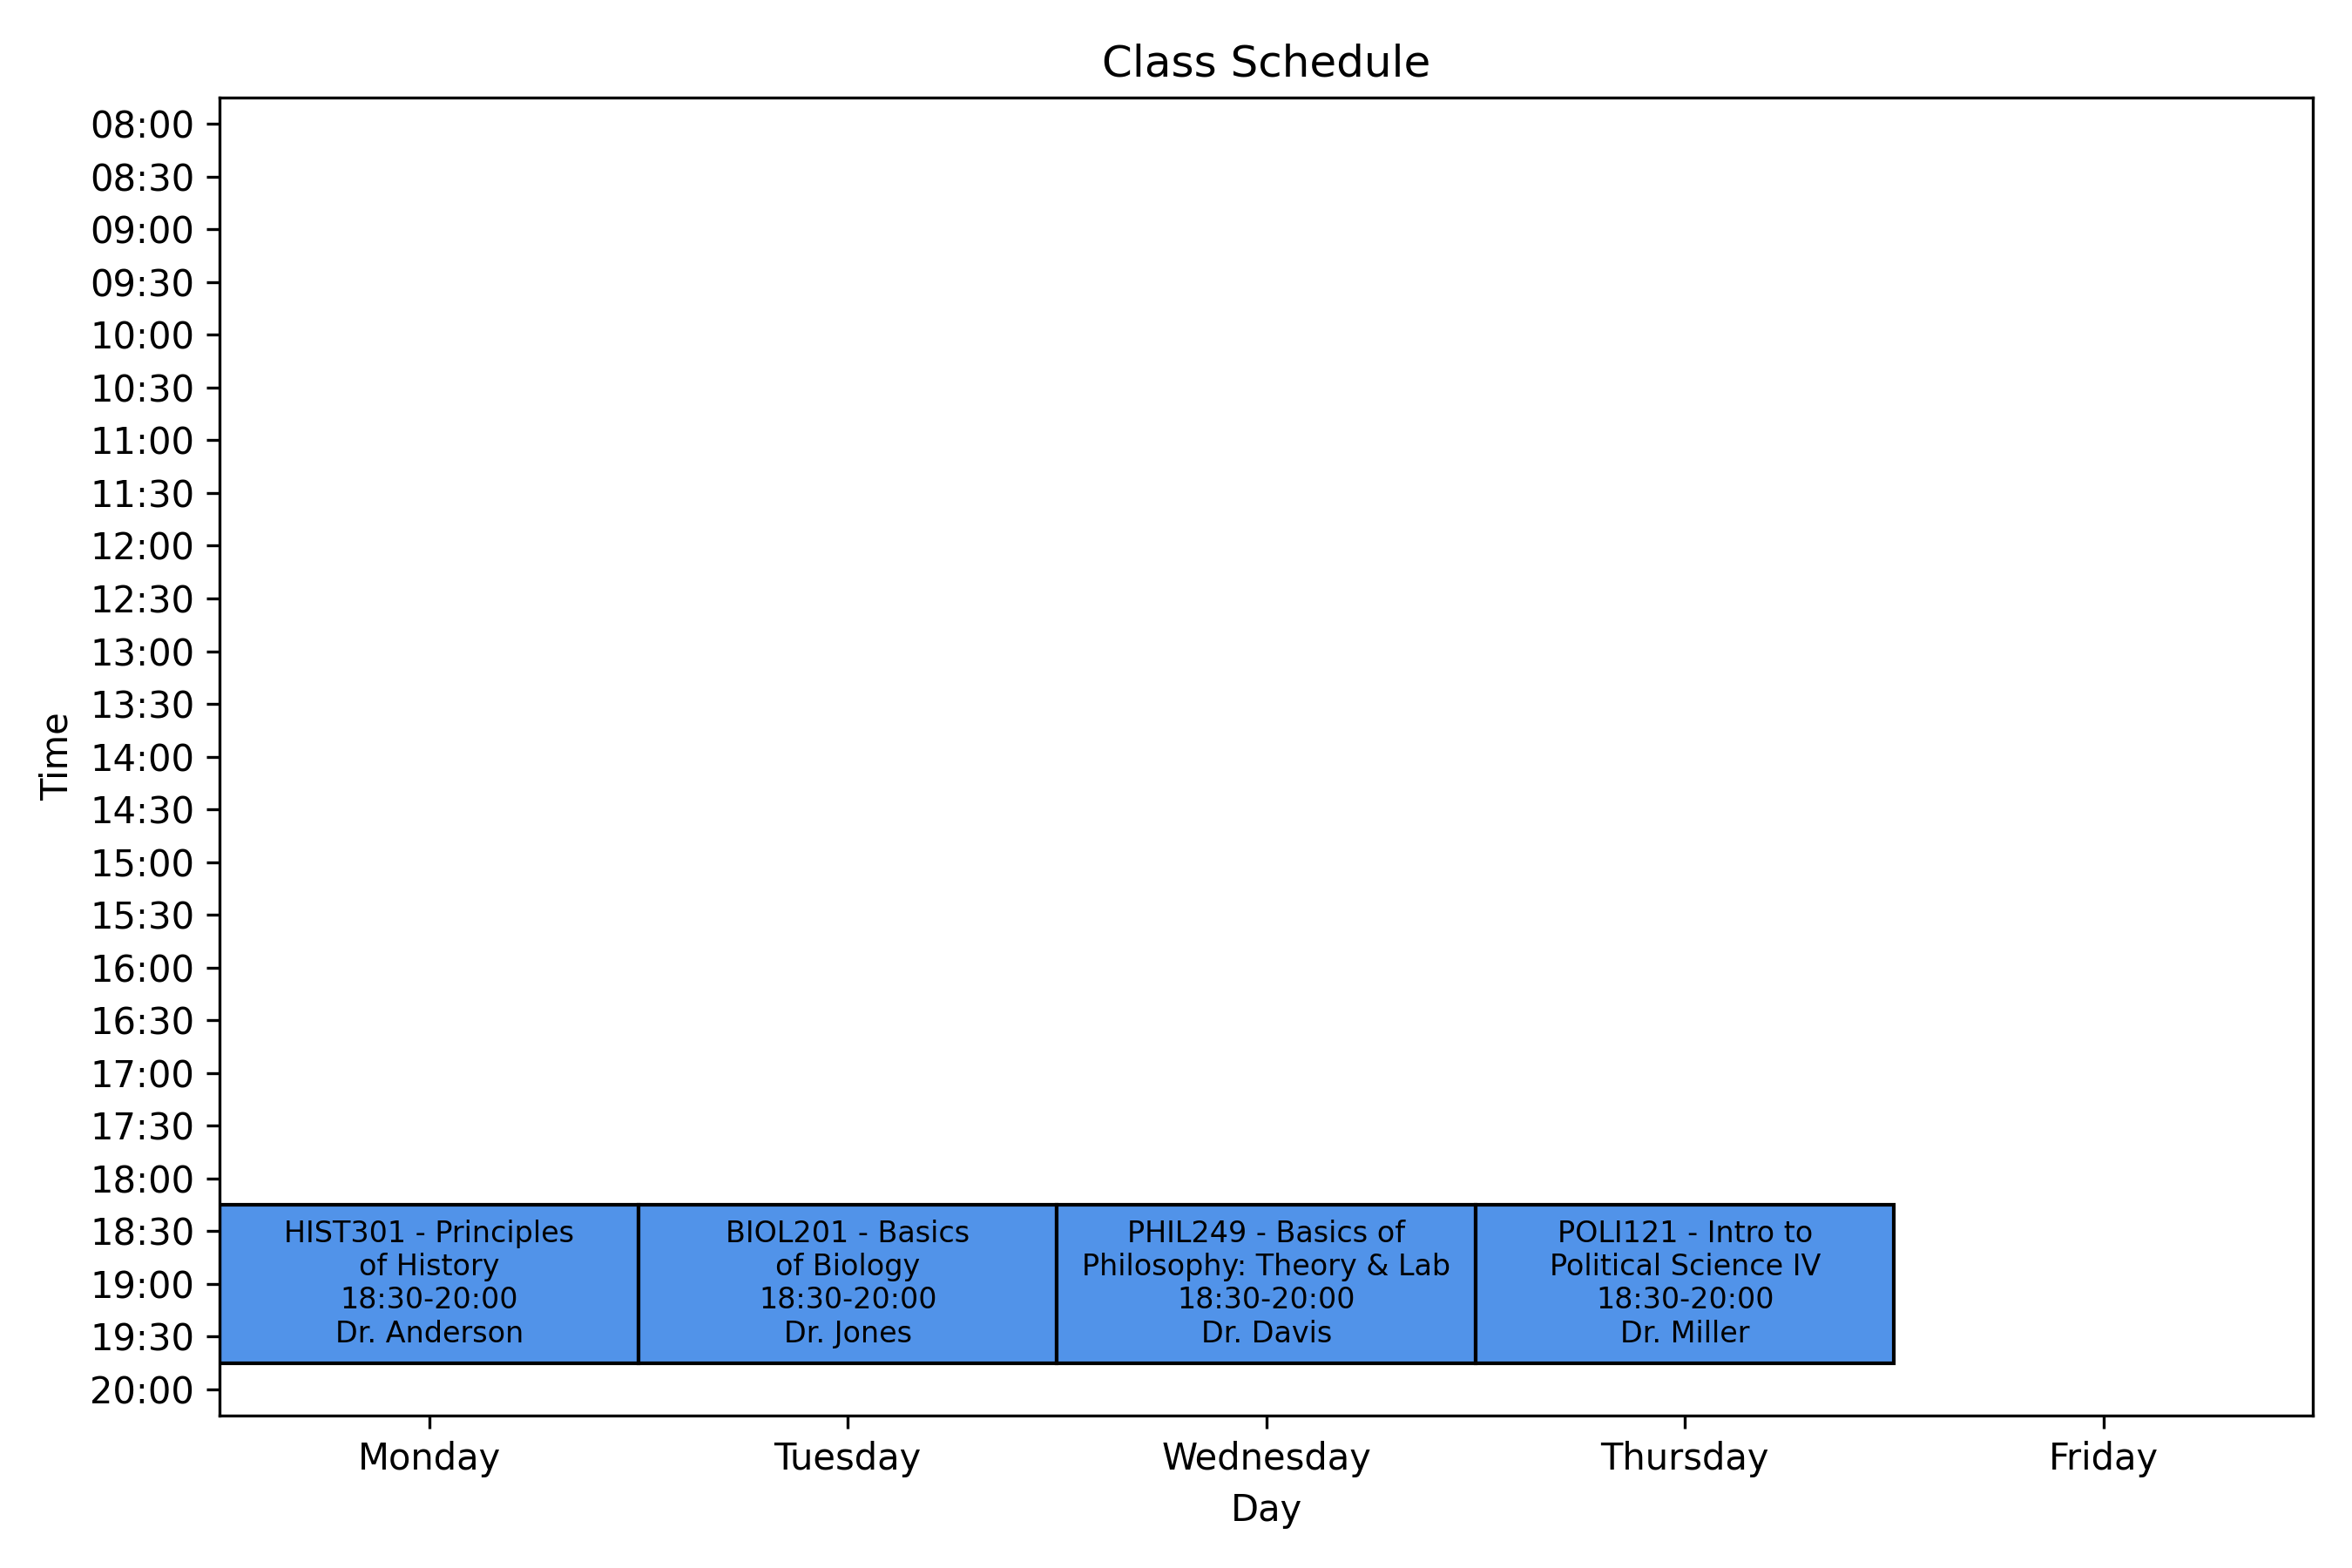 Class Schedule
Time
08:00
08:30
09:00
09:30
10:00
10:30
11:00
11:30
12:00
12:30
13:00
13:30
14:00
14:30
15:00
15:30
16:00
16:30
17:00
17:30
18:00
18:30
19:00
19:30
20:00
HIST301 - Principles
of History
18:30-20:00
Dr. Anderson
BIOL201 - Basics
of Biology
18:30-20:00
Dr. Jones
PHIL249 - Basics of
Philosophy: Theory & Lab
18:30-20:00
Dr. Davis
POLI121 - Intro to
Political Science IV
18:30-20:00
Dr. Miller
Monday
Tuesday
Wednesday
Thursday
Friday
Day